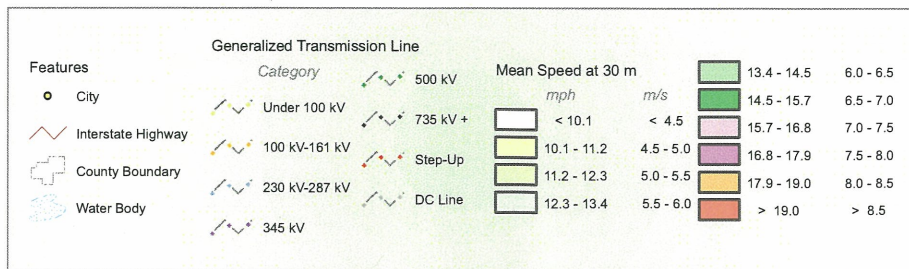 Features
City
Interstate Highway
County Boundary
Water Body
Generalized Transmission Line
Category
Under 100 kV
100 kV-161 kV
230 kV-287 kV
345 kV
500 kV
735 kV +
Step-Up
DC Line
Mean Speed at 30 m
mph m/s
< 10.1 < 4.5
10.1 - 11.2 4.5 - 5.0
11.2 - 12.3 5.0 - 5.5
12.3 - 13.4 5.5 - 6.0
13.4 - 14.5 6.0 - 6.5
14.5 - 15.7 6.5 - 7.0
15.7 - 16.8 7.0 - 7.5
16.8 - 17.9 7.5 - 8.0
17.9 - 19.0 8.0 - 8.5
> 19.0 > 8.5